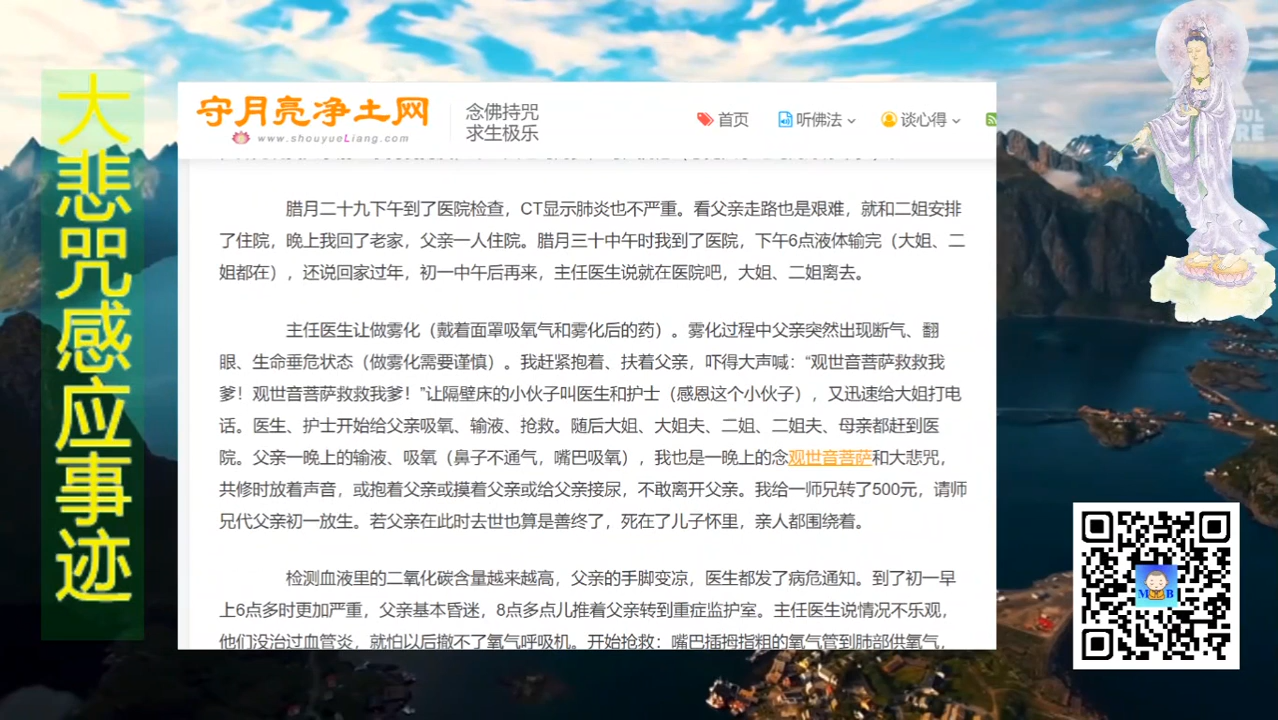 大悲咒感应事迹
守月亮净土网
www.shouyueLiang.com
念佛持咒
求生极乐
首页
听佛法
谈心得
腊月二十九下午到了医院检查，CT显示肺炎也不严重。看父亲走路也是艰难，就和二姐安排
了住院，晚上我回了老家，父亲一人住院。腊月三十中午时我到了医院，下午6点液体输完（大姐、二
姐都在），还说回家过年，初一中午后再来，主任医生说就在医院吧，大姐、二姐离去。
主任医生让做雾化（戴着面罩吸氧气和雾化后的药）。雾化过程中父亲突然出现断气、翻
眼、生命垂危状态（做雾化需要谨慎）。我赶紧抱着、扶着父亲，吓得大声喊：“观世音菩萨救救我
爹！观世音菩萨救救我爹！”让隔壁床的小伙子叫医生和护士（感恩这个小伙子），又迅速给大姐打电
话。医生、护士开始给父亲吸氧、输液、抢救。随后大姐、大姐夫、二姐、二姐夫、母亲都赶到医
院。父亲一晚上的输液、吸氧（鼻子不通气，嘴巴吸氧），我也是一晚上的念观世音菩萨和大悲咒，
共修时放着声音，或抱着父亲或摸着父亲或给父亲接尿，不敢离开父亲。我给一师兄转了500元，请师
兄代父亲初一放生。若父亲在此时去世也算是善终了，死在了儿子怀里，亲人都围绕着。
检测血液里的二氧化碳含量越来越高，父亲的手脚变凉，医生都发了病危通知。到了初一早
上6点多时更加严重，父亲基本昏迷，8点多点儿推着父亲转到重症监护室。主任医生说情况不乐观，
他们没治过血管炎，就怕以后撤不了氧气呼吸机。开始抢救：嘴巴插拇指粗的氧气管到肺部供氧气，
M B